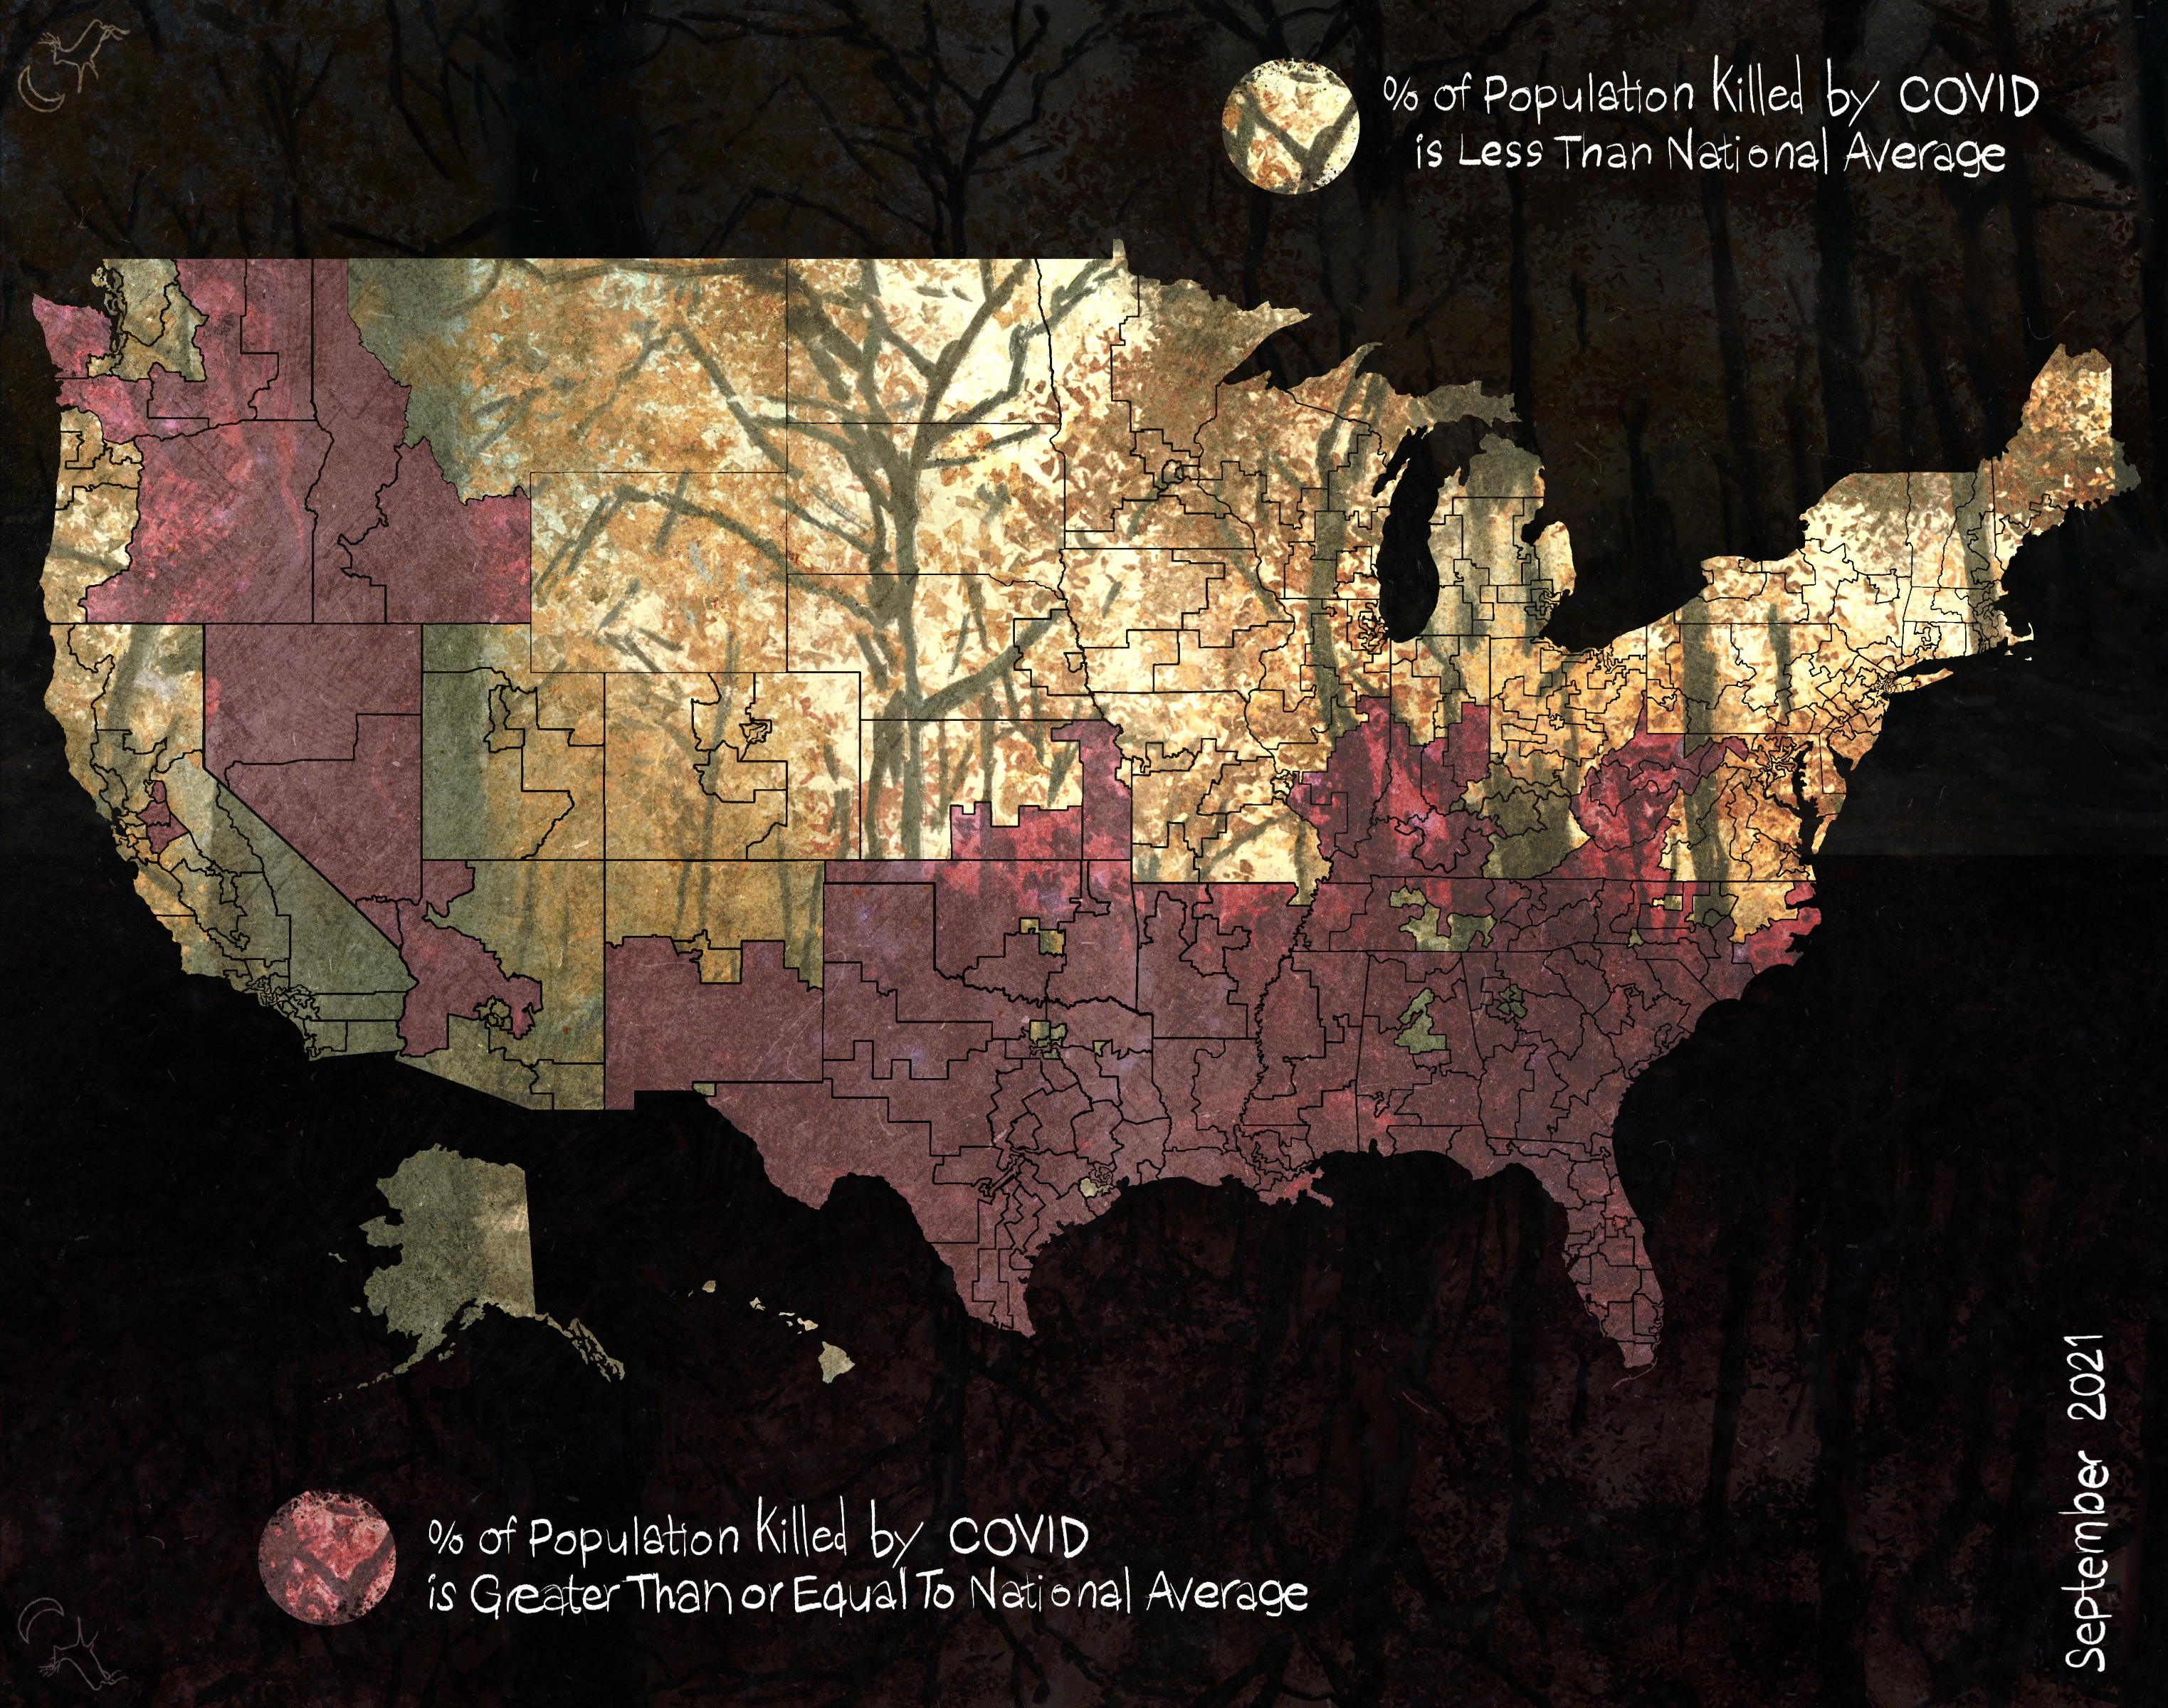 % of Population Killed by COVID
is Less Than National Average
% of Population Killed by COVID
is Greater Than or Equal To National Average
September 2021